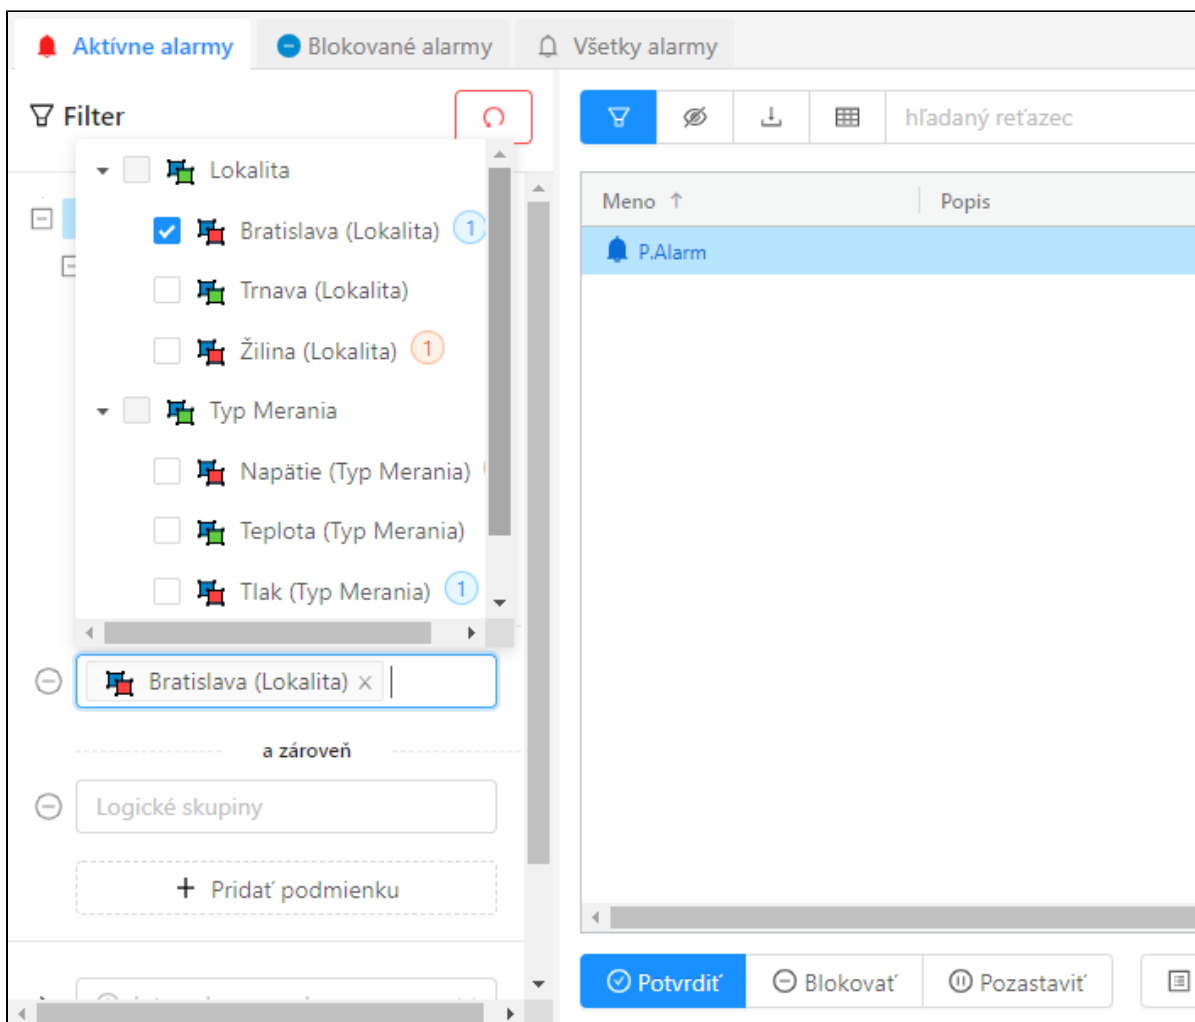 Aktívne alarmy
Blokované alarmy
Všetky alarmy
Filter
Lokalita
Bratislava (Lokalita) 1
Trnava (Lokalita)
Žilina (Lokalita) 1
Typ Merania
Napätie (Typ Merania)
Teplota (Typ Merania)
Tlak (Typ Merania) 1
Bratislava (Lokalita) ×
a zároveň
Logické skupiny
+ Pridať podmienku
hľadaný reťazec
Meno ↑
Popis
P.Alarm
Potvrdiť
Blokovať
Pozastaviť